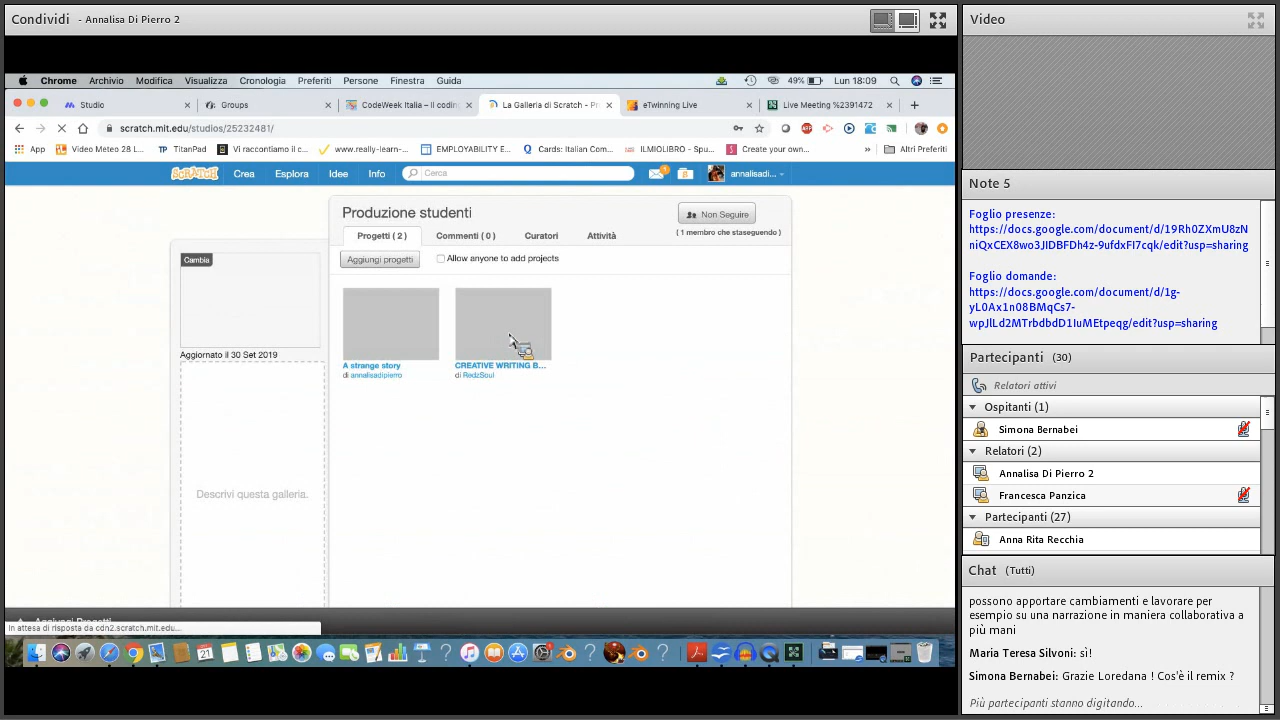 Condividi - Annalisa Di Pierro 2
Chrome Archivio Modifica Visualizza Cronologia Preferiti Persone Finestra Guida 49% Lun 18:09
Studio Groups CodeWeek Italia – Il codin La Galleria di Scratch - Pr eTwinning Live Live Meeting %2391472
scratch.mit.edu/studios/25232481/
App Video Meteo 28 L... TitanPad Vi raccontiamo il c... www.really-learn-... EMPLOYABILITY E... Cards: Italian Com... ILMIOLIBRO - Spu... Create your own... » Altri Preferiti
SCRATCH Crea Esplora Idee Info Cerca annalisadi...
Produzione studenti
Non Seguire
( 1 membro che staseguendo )
Progetti ( 2 ) Commenti ( 0 ) Curatori Attività
Aggiungi progetti Allow anyone to add projects
Cambia
Aggiornato il 30 Set 2019
A strange story
di annalisadipierro
CREATIVE WRITING B...
di RedzSoul
Descrivi questa galleria.
Aggiungi Progetti
In attesa di risposta da cdn2.scratch.mit.edu...
Video
Note 5
Foglio presenze:
https://docs.google.com/document/d/19Rh0ZXmU8zN
niQxCEX8wo3JIDBFDh4z-9ufdxFI7cqk/edit?usp=sharing
Foglio domande:
https://docs.google.com/document/d/1g-
yL0Ax1n08BMqCs7-
wpJlLd2MTrbdbdD1IuMEtpeqg/edit?usp=sharing
Partecipanti (30)
Relatori attivi
Ospitanti (1)
Simona Bernabei
Relatori (2)
Annalisa Di Pierro 2
Francesca Panzica
Partecipanti (27)
Anna Rita Recchia
Chat (Tutti)
possono apportare cambiamenti e lavorare per
esempio su una narrazione in maniera collaborativa a
più mani
Maria Teresa Silvoni: sì!
Simona Bernabei: Grazie Loredana ! Cos'è il remix ?
Più partecipanti stanno digitando...